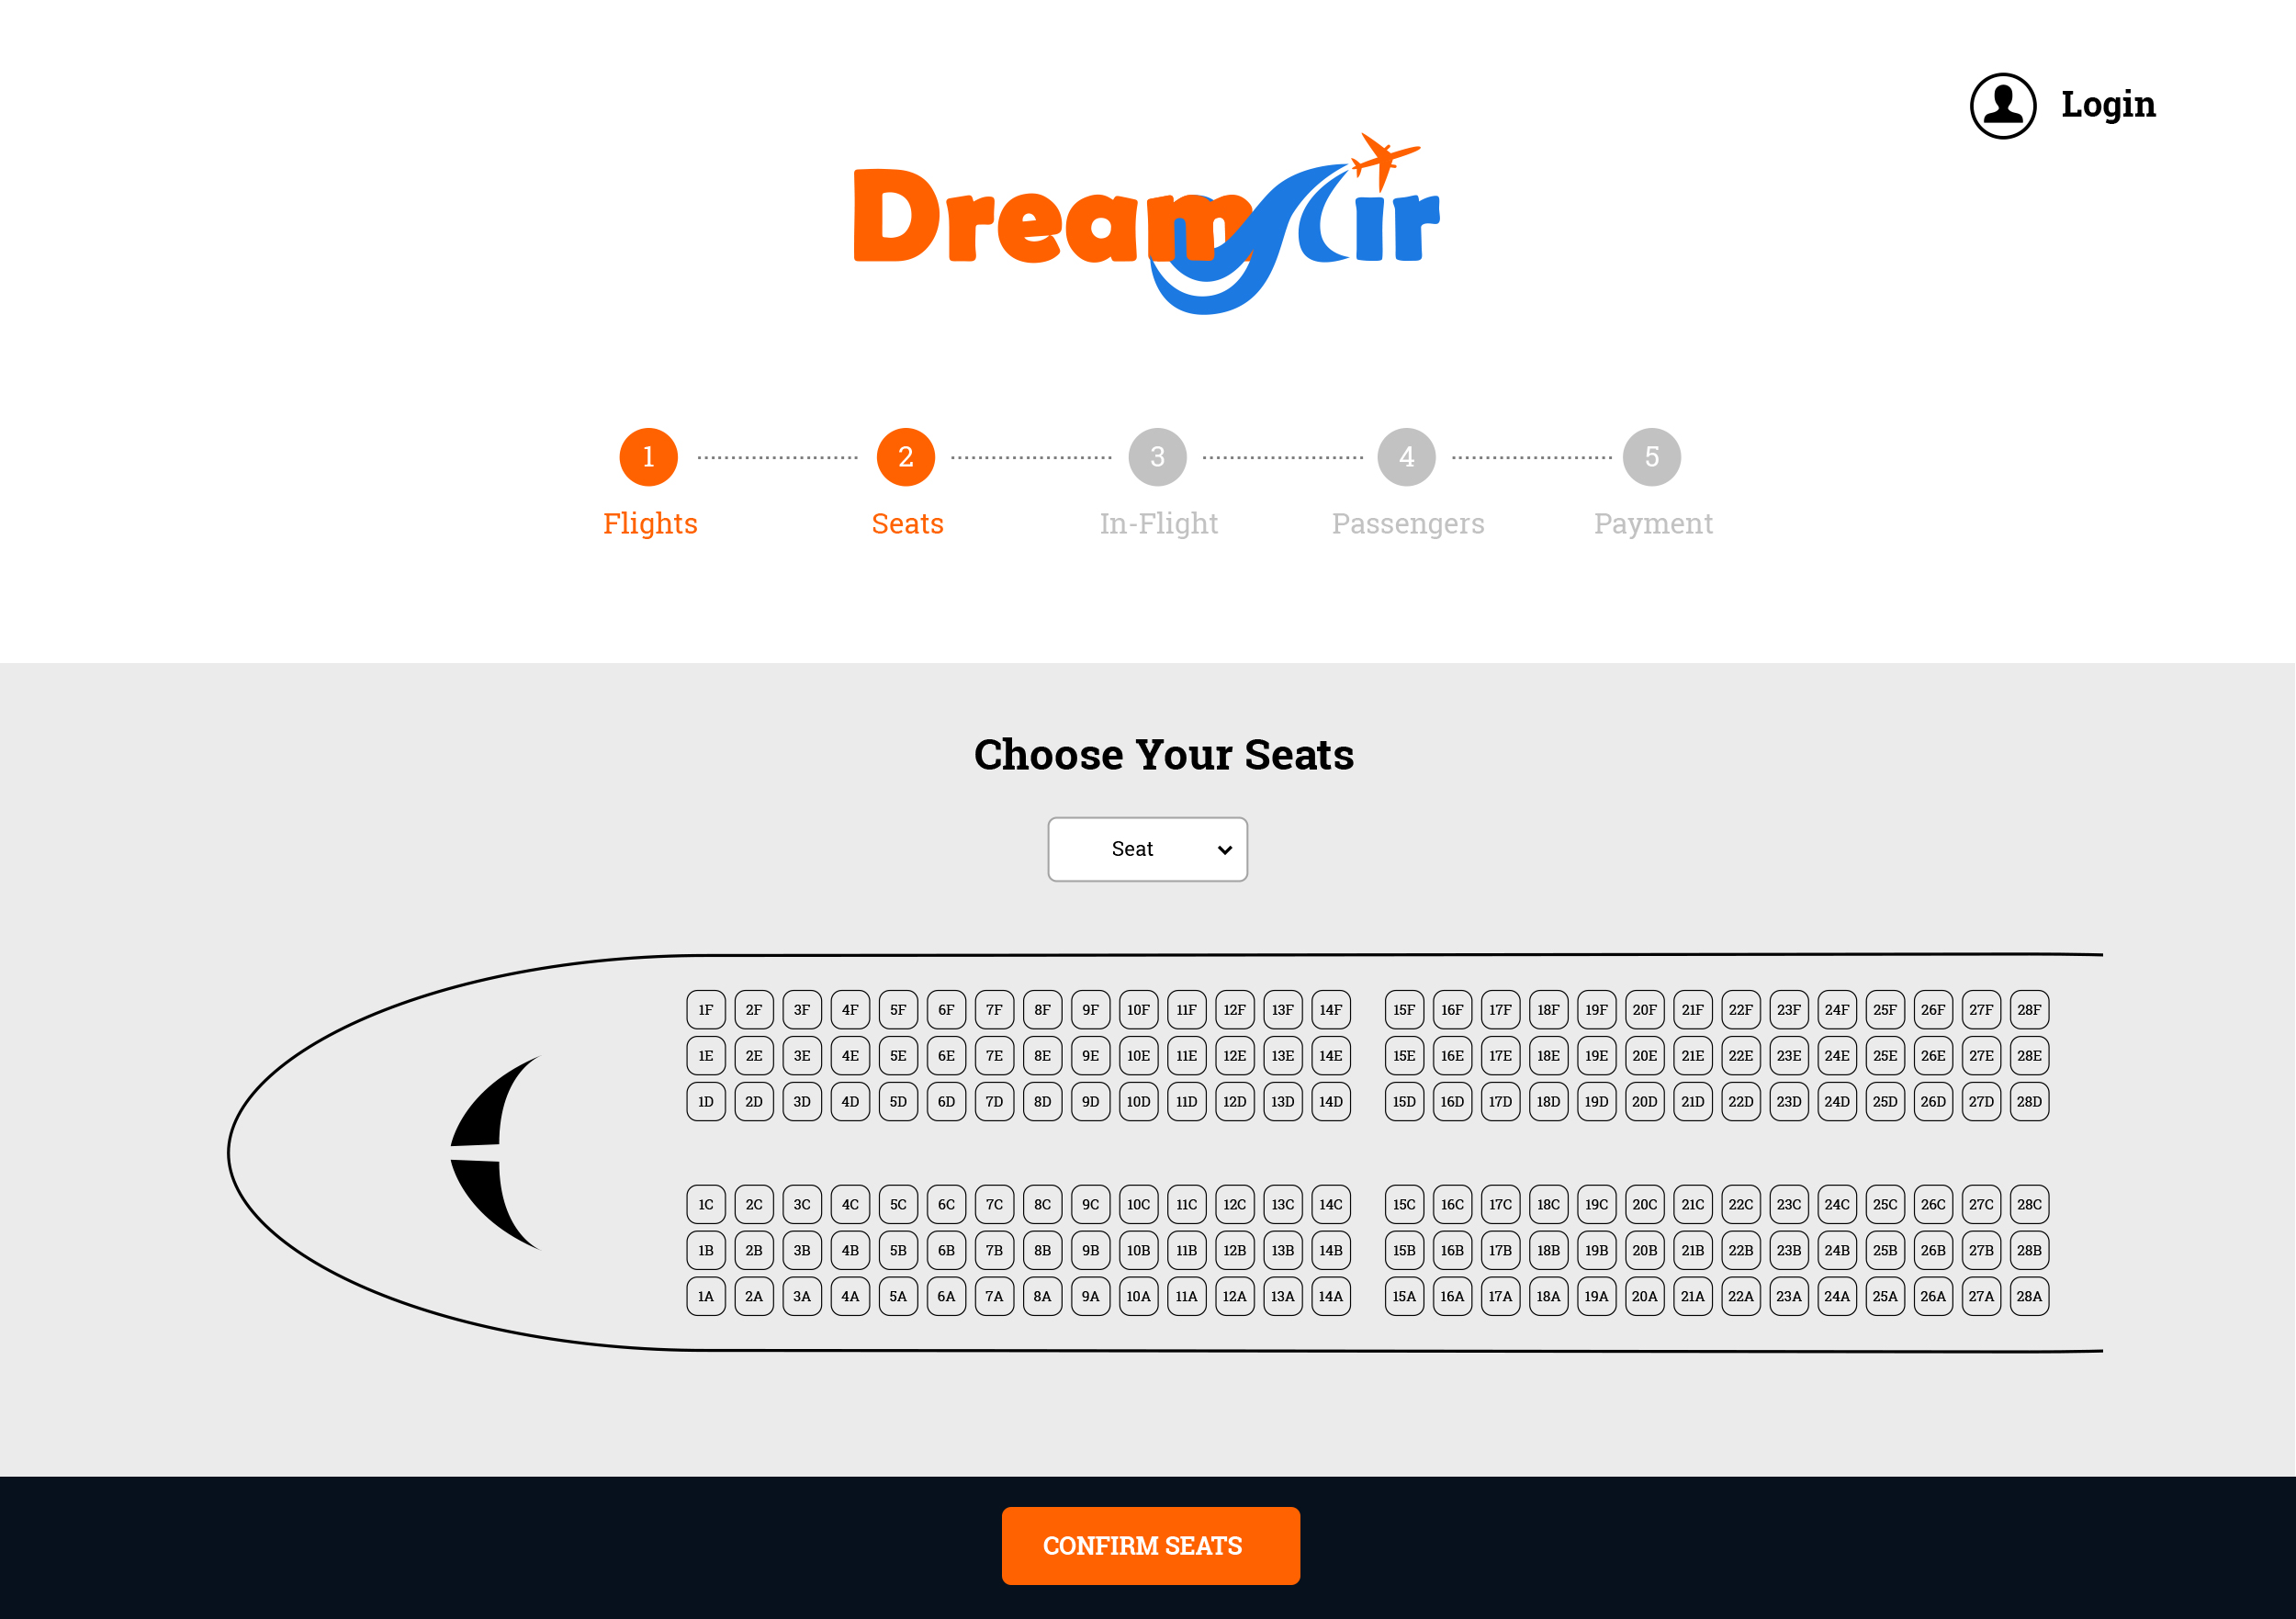 Login
Dream Air
1 2 3 4 5
Flights Seats In-Flight Passengers Payment
Choose Your Seats
Seat
1F 2F 3F 4F 5F 6F 7F 8F 9F 10F 11F 12F 13F 14F 15F 16F 17F 18F 19F 20F 21F 22F 23F 24F 25F 26F 27F 28F
1E 2E 3E 4E 5E 6E 7E 8E 9E 10E 11E 12E 13E 14E 15E 16E 17E 18E 19E 20E 21E 22E 23E 24E 25E 26E 27E 28E
1D 2D 3D 4D 5D 6D 7D 8D 9D 10D 11D 12D 13D 14D 15D 16D 17D 18D 19D 20D 21D 22D 23D 24D 25D 26D 27D 28D
1C 2C 3C 4C 5C 6C 7C 8C 9C 10C 11C 12C 13C 14C 15C 16C 17C 18C 19C 20C 21C 22C 23C 24C 25C 26C 27C 28C
1B 2B 3B 4B 5B 6B 7B 8B 9B 10B 11B 12B 13B 14B 15B 16B 17B 18B 19B 20B 21B 22B 23B 24B 25B 26B 27B 28B
1A 2A 3A 4A 5A 6A 7A 8A 9A 10A 11A 12A 13A 14A 15A 16A 17A 18A 19A 20A 21A 22A 23A 24A 25A 26A 27A 28A
CONFIRM SEATS